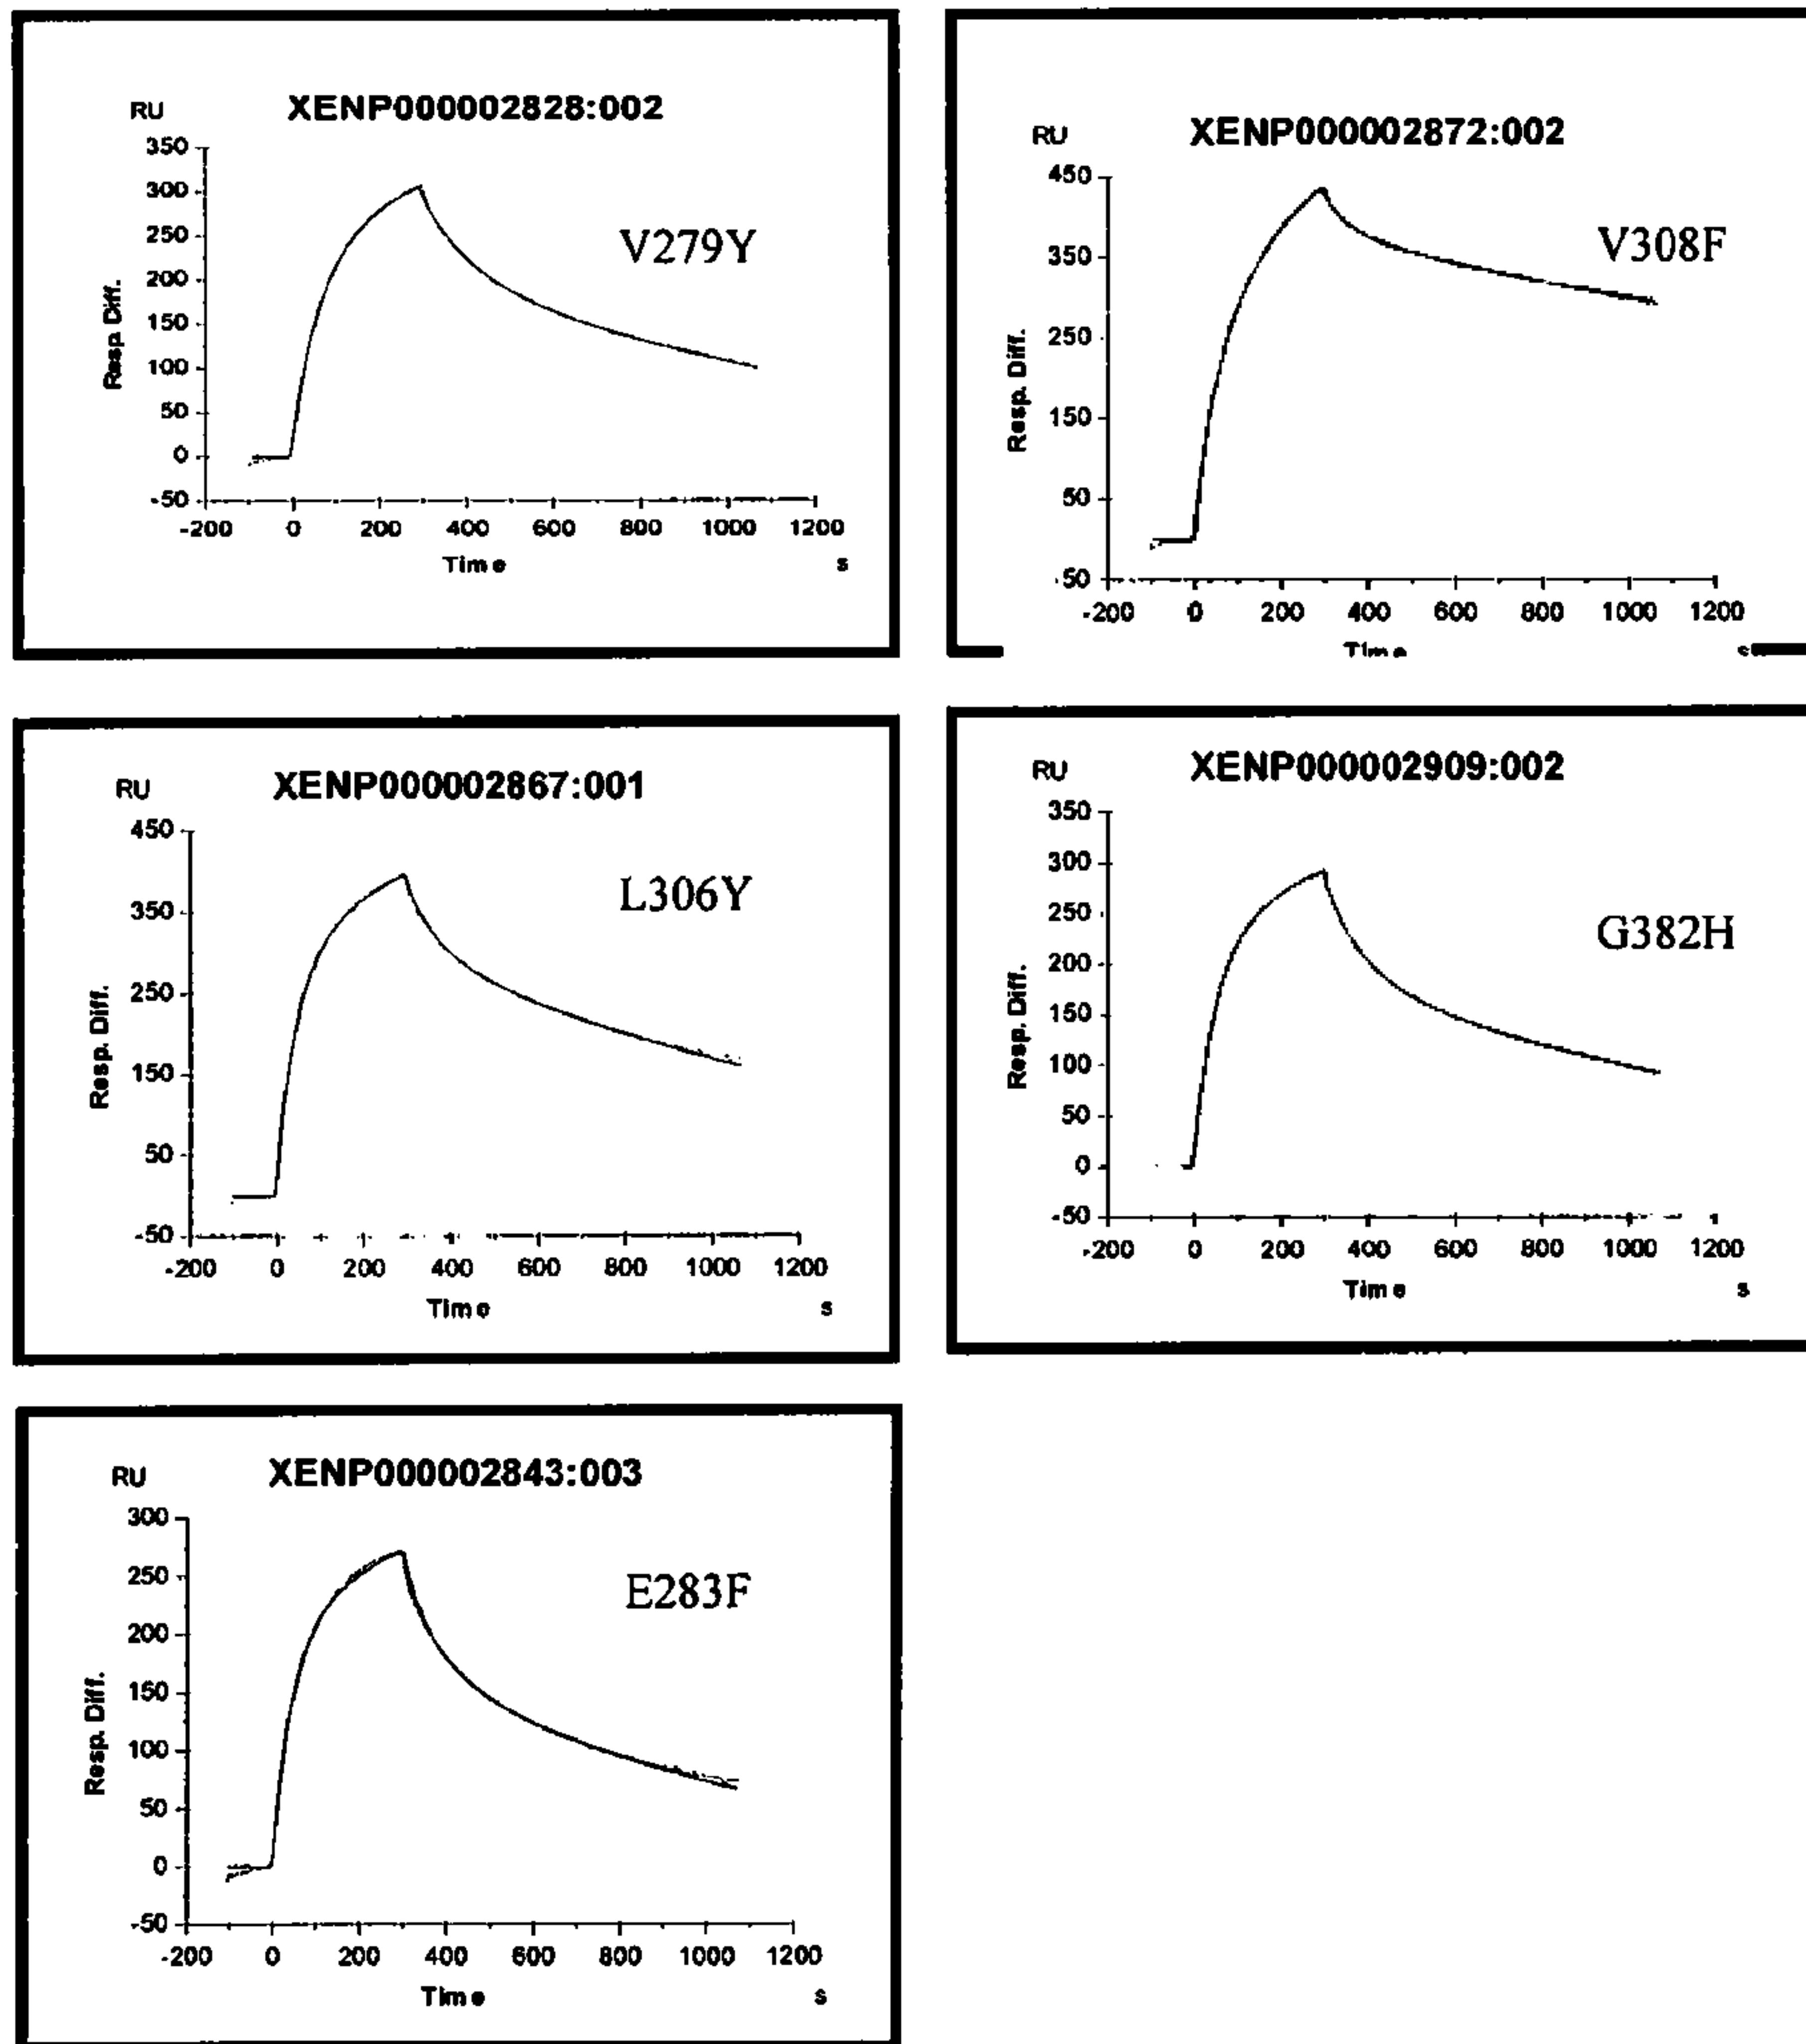 RU XENP000002828:002
350
300
250
200
150
100
50
0
-50
Resp. Diff.
V279Y
-200 0 200 400 600 800 1000 1200
Time s
RU XENP000002872:002
450
350
250
150
50
-50
Resp. Diff.
V308F
-200 0 200 400 600 800 1000 1200
Time s
RU XENP000002867:001
450
350
250
150
50
-50
Resp. Diff.
L306Y
-200 0 200 400 600 800 1000 1200
Time s
RU XENP000002909:002
350
300
250
200
150
100
50
0
-50
Resp. Diff.
G382H
-200 0 200 400 600 800 1000 1200
Time s
RU XENP000002843:003
300
250
200
150
100
50
0
-50
Resp. Diff.
E283F
-200 0 200 400 600 800 1000 1200
Time s